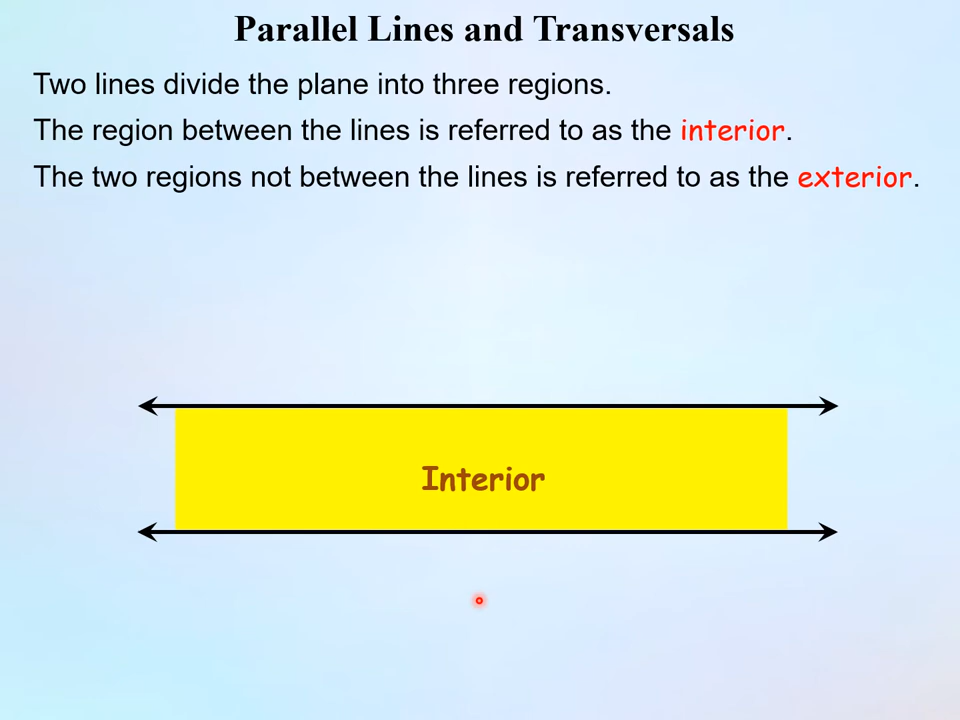 Parallel Lines and Transversals
Two lines divide the plane into three regions.
The region between the lines is referred to as the interior.
The two regions not between the lines is referred to as the exterior.
Interior